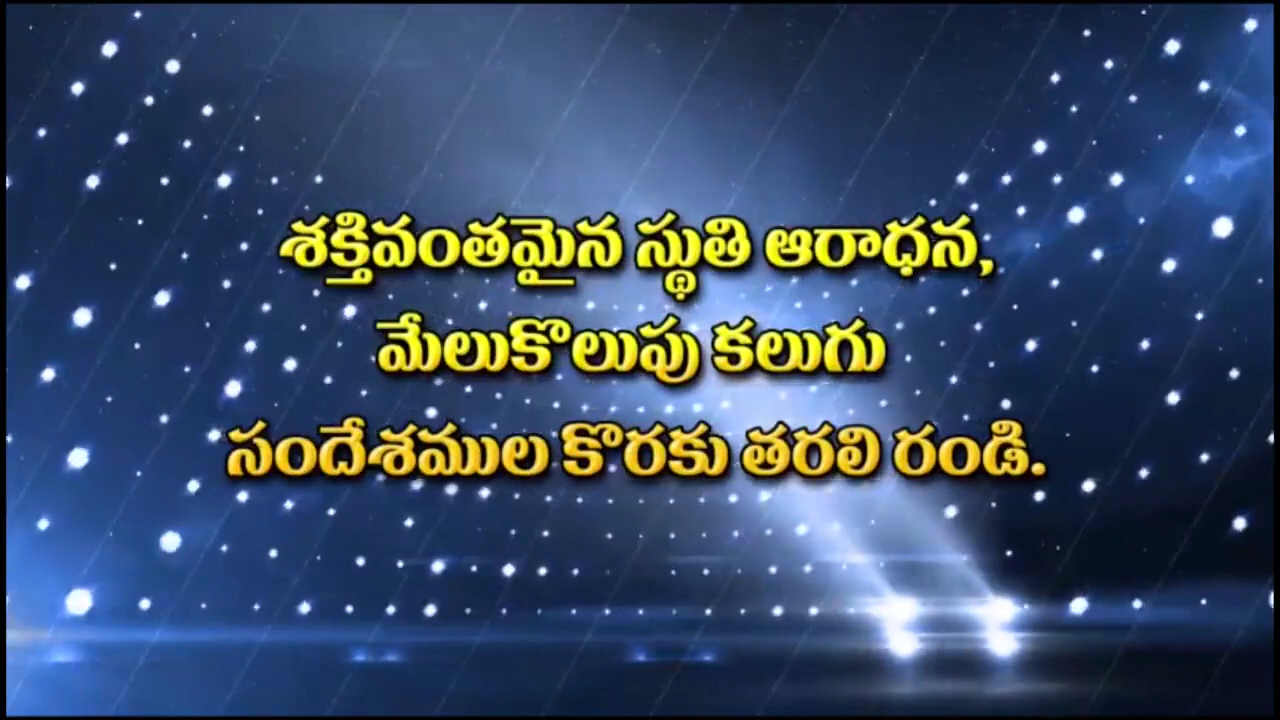 శక్తివంతమైన స్థుతి ఆరాధన,
మేలుకొలుపు కలుగు
సందేశముల కొరకు తరలి రండి.